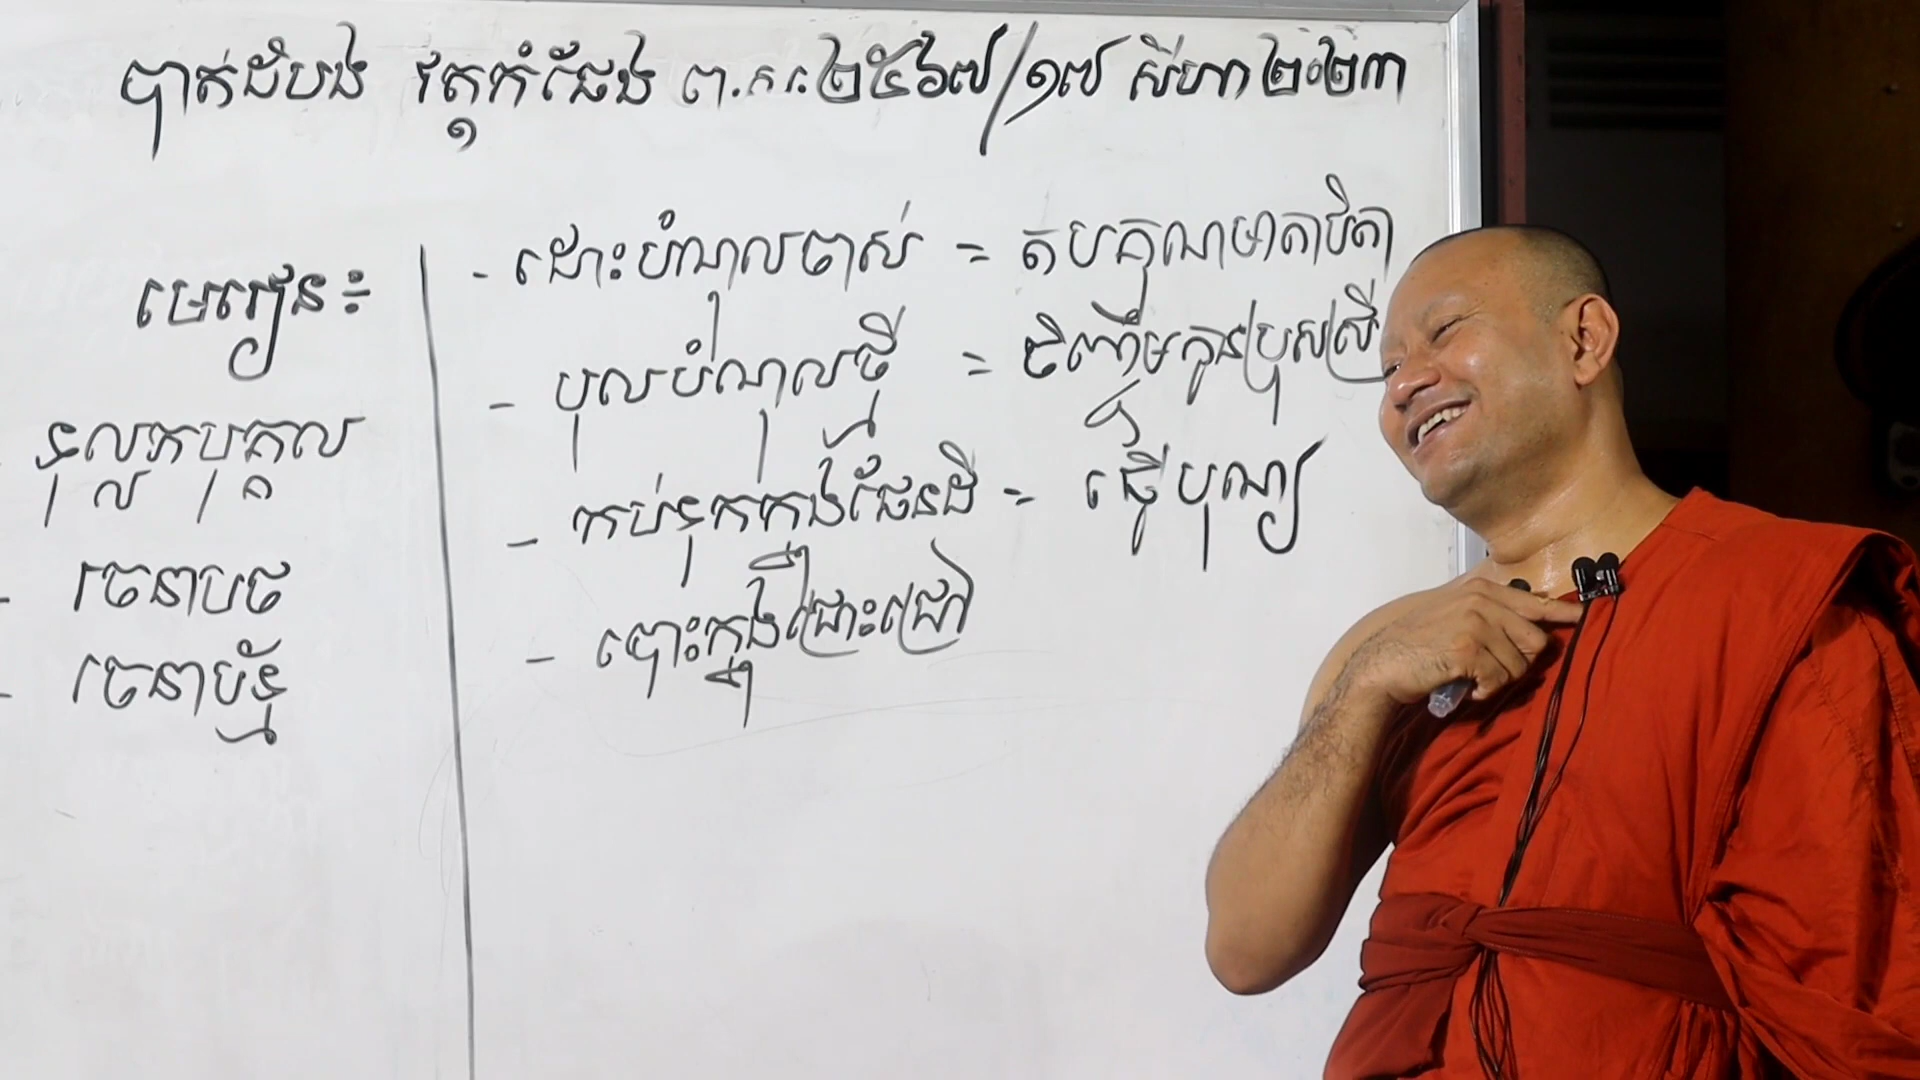 បាត់ដំបង វត្តកំផែង ព.ស.២៥៦៧/១៧ សីហា ២០២៣
មេរៀន÷
ទុល្លភបុគ្គល
- ចេនាបថ
- ចេនាប័ទ្ម
- ដោះបំណុលចាស់ = តបគុណមាតាបិតា
- បុលបំណុលថ្មី = ចិញ្ចឹមកូនប្រុសស្រី
- កប់ទុកក្នុងផែនដី = ធ្វើបុណ្យ
- បោះក្នុងជ្រោះជ្រៅ